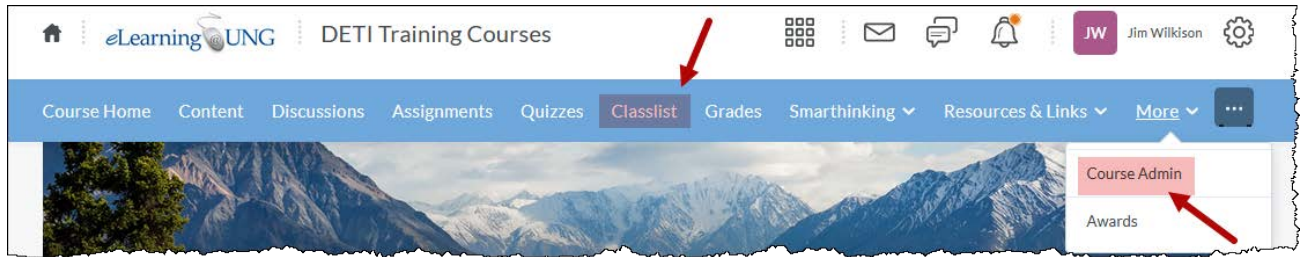 eLearning UNG DETI Training Courses JW Jim Wilkison
Course Home Content Discussions Assignments Quizzes Classlist Grades Smarthinking Resources & Links More ...
Course Admin
Awards